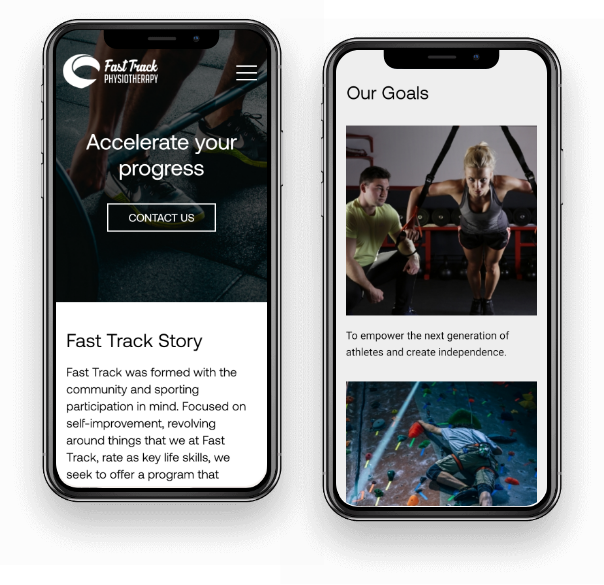 Fast Track
PHYSIOTHERAPY
Accelerate your
progress
CONTACT US
Fast Track Story
Fast Track was formed with the
community and sporting
participation in mind. Focused on
self-improvement, revolving
around things that we at Fast
Track, rate as key life skills, we
seek to offer a program that
Our Goals
To empower the next generation of
athletes and create independence.